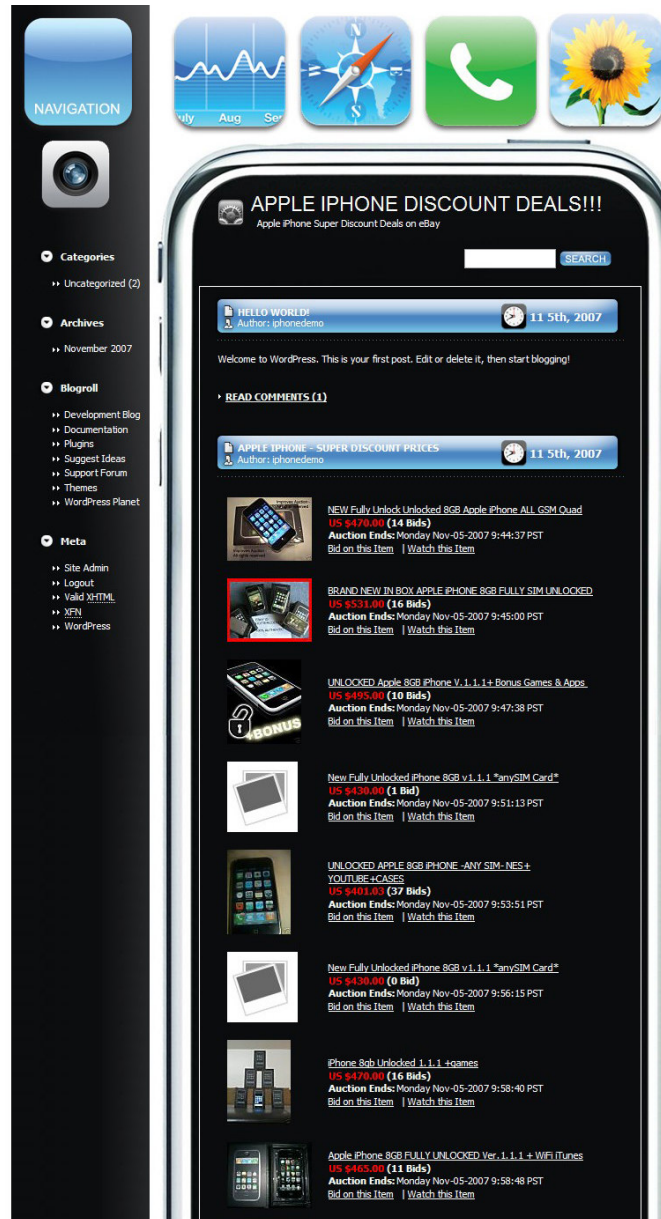 NAVIGATION
uly Aug Se
N
S
APPLE IPHONE DISCOUNT DEALS!!!
Apple iPhone Super Discount Deals on eBay
SEARCH
Categories
Uncategorized (2)
Archives
November 2007
Blogroll
Development Blog
Documentation
Plugins
Suggest Ideas
Support Forum
Themes
WordPress Planet
Meta
Site Admin
Logout
Valid XHTML
XFN
WordPress
HELLO WORLD!
Author: iphonedemo
11 5th, 2007
Welcome to WordPress. This is your first post. Edit or delete it, then start blogging!
READ COMMENTS (1)
APPLE IPHONE - SUPER DISCOUNT PRICES
Author: iphonedemo
11 5th, 2007
NEW Fully Unlock Unlocked 8GB Apple iPhone ALL GSM Quad
US $470.00 (14 Bids)
Auction Ends: Monday Nov-05-2007 9:44:37 PST
Bid on this Item | Watch this Item
BRAND NEW IN BOX APPLE iPHONE 8GB FULLY SIM UNLOCKED
US $531.00 (16 Bids)
Auction Ends: Monday Nov-05-2007 9:45:00 PST
Bid on this Item | Watch this Item
+BONUS
UNLOCKED Apple 8GB iPhone V.1.1.1+ Bonus Games & Apps
US $495.00 (10 Bids)
Auction Ends: Monday Nov-05-2007 9:47:38 PST
Bid on this Item | Watch this Item
New Fully Unlocked iPhone 8GB v1.1.1 *anySIM Card*
US $430.00 (1 Bid)
Auction Ends: Monday Nov-05-2007 9:51:13 PST
Bid on this Item | Watch this Item
UNLOCKED APPLE 8GB iPHONE -ANY SIM- NES+
YOUTUBE+CASES
US $401.03 (37 Bids)
Auction Ends: Monday Nov-05-2007 9:53:51 PST
Bid on this Item | Watch this Item
New Fully Unlocked iPhone 8GB v1.1.1 *anySIM Card*
US $430.00 (0 Bid)
Auction Ends: Monday Nov-05-2007 9:56:15 PST
Bid on this Item | Watch this Item
iPhone 8gb Unlocked 1.1.1 +games
US $470.00 (16 Bids)
Auction Ends: Monday Nov-05-2007 9:58:40 PST
Bid on this Item | Watch this Item
Apple iPhone 8GB FULLY UNLOCKED Ver.1.1.1 + WiFi iTunes
US $465.00 (11 Bids)
Auction Ends: Monday Nov-05-2007 9:58:48 PST
Bid on this Item | Watch this Item